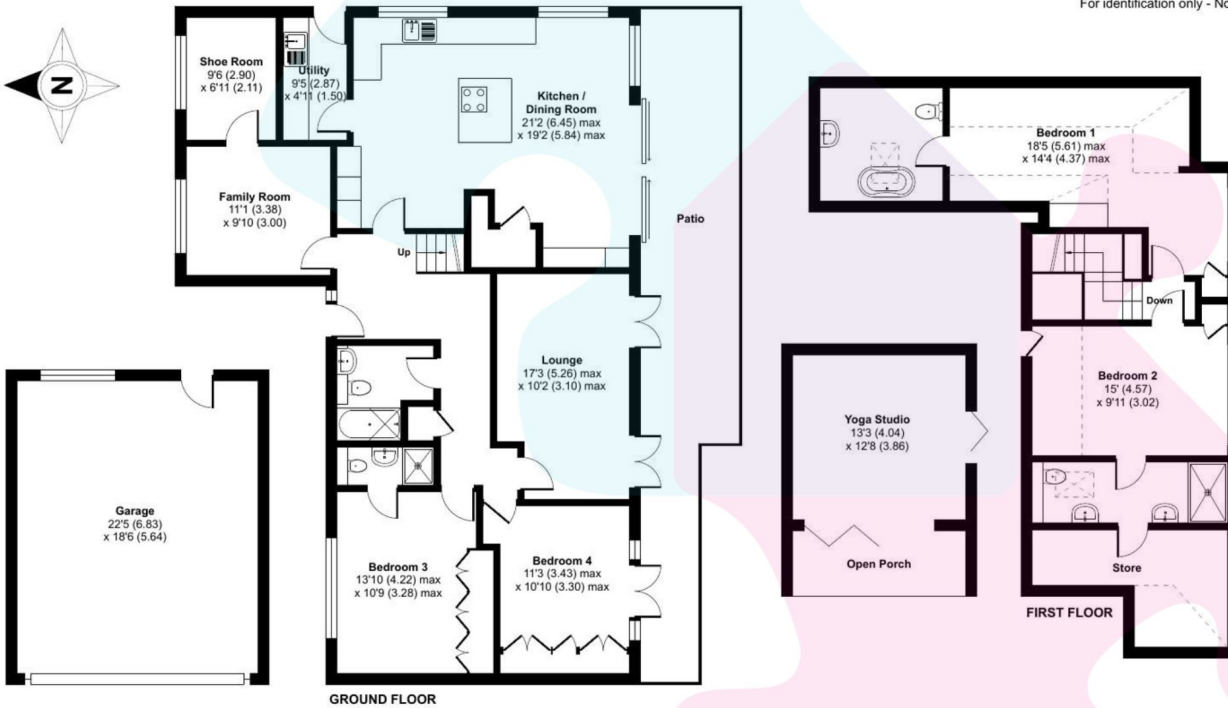 For identification only - No
N
Shoe Room
9'6 (2.90)
x 6'11 (2.11)
Utility
9'5 (2.87)
x 4'11 (1.50)
Kitchen /
Dining Room
21'2 (6.45) max
x 19'2 (5.84) max
Family Room
11'1 (3.38)
x 9'10 (3.00)
Up
Patio
Lounge
17'3 (5.26) max
x 10'2 (3.10) max
Garage
22'5 (6.83)
x 18'6 (5.64)
Bedroom 3
13'10 (4.22) max
x 10'9 (3.28) max
Bedroom 4
11'3 (3.43) max
x 10'10 (3.30) max
GROUND FLOOR
Yoga Studio
13'3 (4.04)
x 12'8 (3.86)
Open Porch
Bedroom 1
18'5 (5.61) max
x 14'4 (4.37) max
Down
Bedroom 2
15' (4.57)
x 9'11 (3.02)
Store
FIRST FLOOR